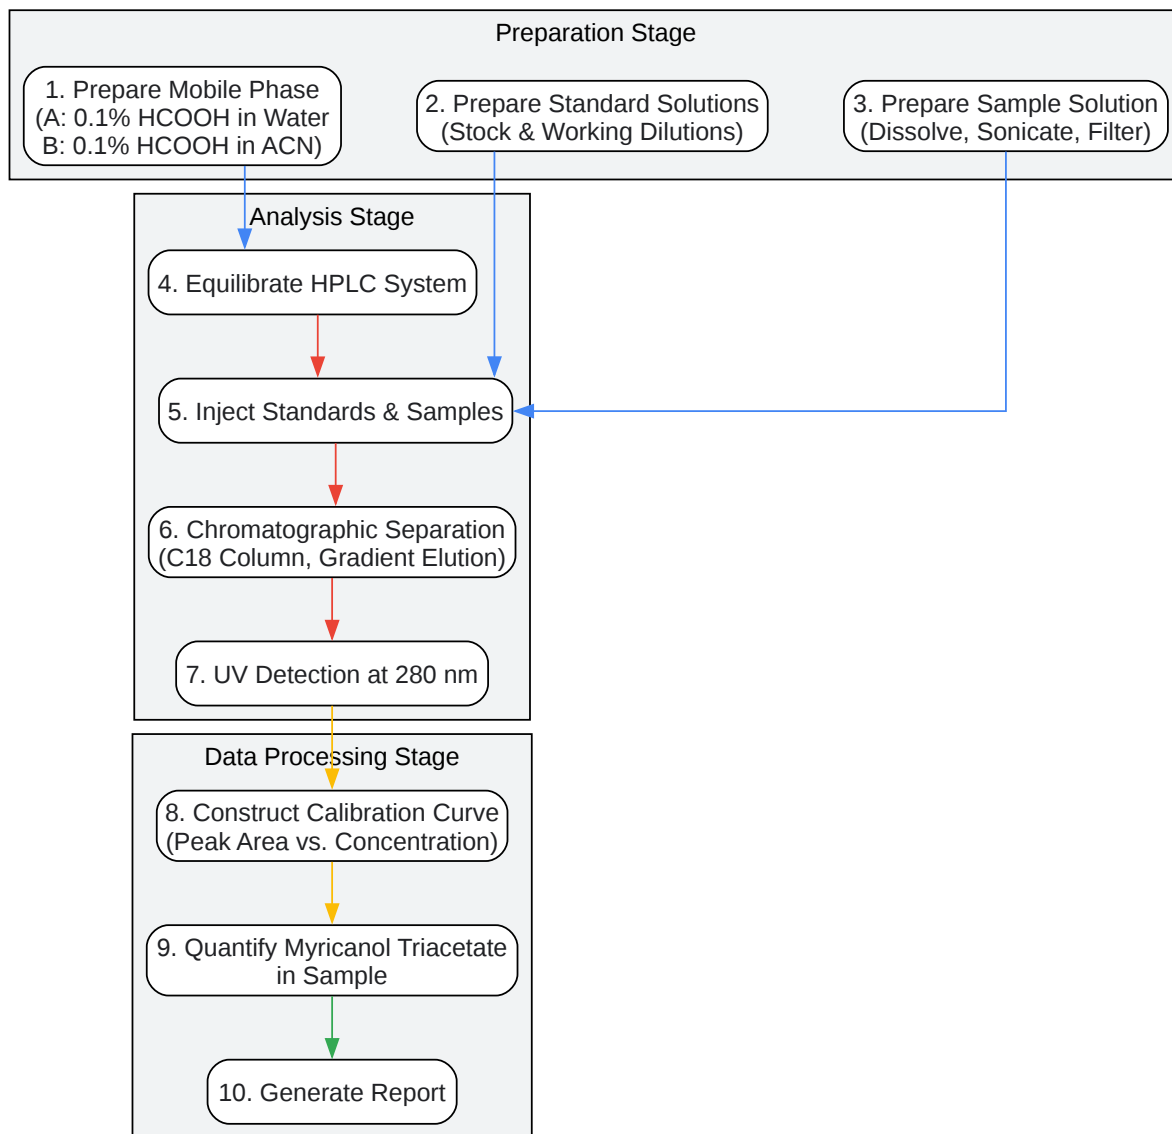 Preparation Stage
1. Prepare Mobile Phase
(A: 0.1% HCOOH in Water
B: 0.1% HCOOH in ACN)
2. Prepare Standard Solutions
(Stock & Working Dilutions)
3. Prepare Sample Solution
(Dissolve, Sonicate, Filter)
Analysis Stage
4. Equilibrate HPLC System
5. Inject Standards & Samples
6. Chromatographic Separation
(C18 Column, Gradient Elution)
7. UV Detection at 280 nm
Data Processing Stage
8. Construct Calibration Curve
(Peak Area vs. Concentration)
9. Quantify Myricanol Triacetate
in Sample
10. Generate Report